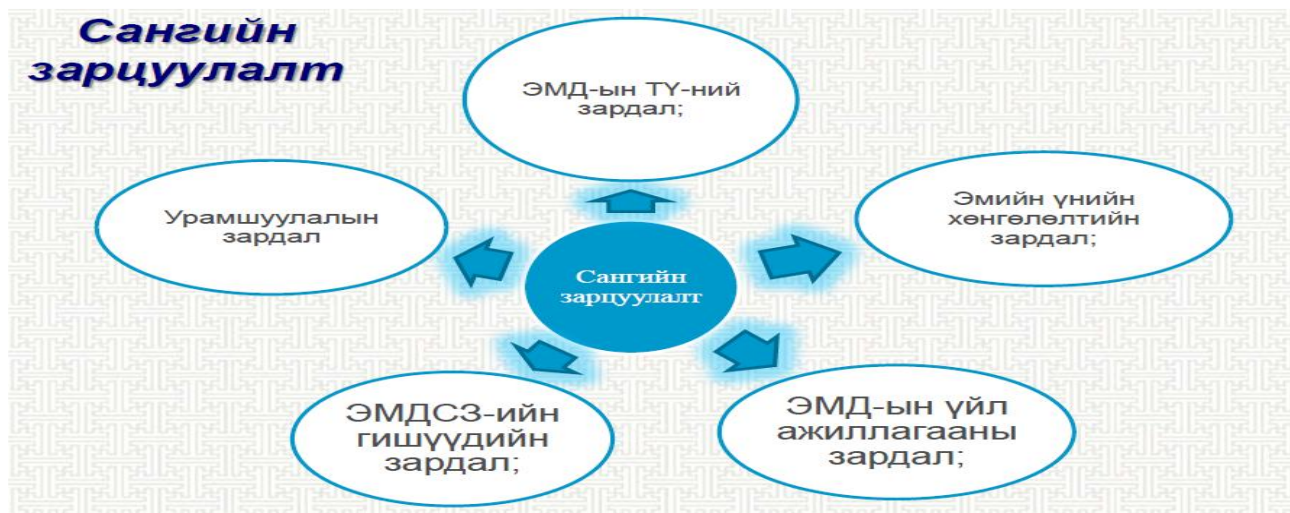 Сангийн
зарцуулалт
ЭМД-ын ТҮ-ний
зардал;
Эмийн үнийн
хөнгөлөлтийн
зардал;
ЭМД-ын үйл
ажиллагааны
зардал;
ЭМДСЗ-ийн
гишүүдийн
зардал;
Урамшуулалын
зардал
Сангийн
зарцуулалт